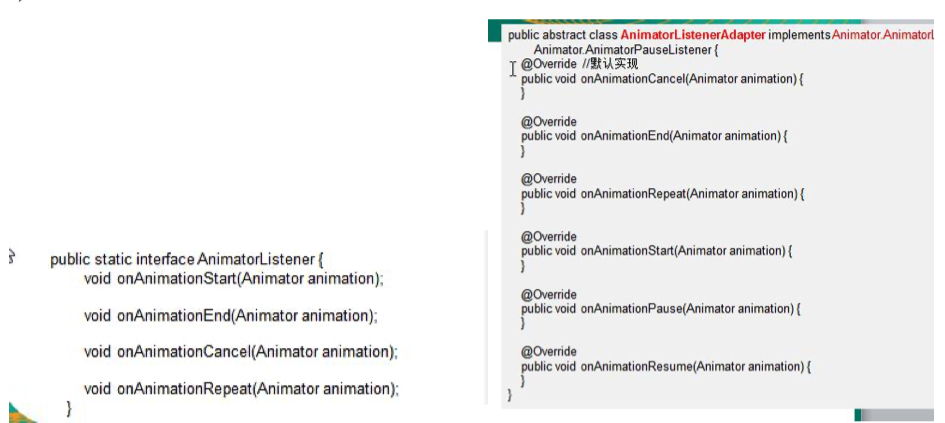 public static interface AnimatorListener {
void onAnimationStart(Animator animation);
void onAnimationEnd(Animator animation);
void onAnimationCancel(Animator animation);
void onAnimationRepeat(Animator animation);
}
public abstract class AnimatorListenerAdapter implements Animator.AnimatorL
Animator.AnimatorPauseListener {
@Override //默认实现
public void onAnimationCancel(Animator animation) {
}
@Override
public void onAnimationEnd(Animator animation) {
}
@Override
public void onAnimationRepeat(Animator animation) {
}
@Override
public void onAnimationStart(Animator animation) {
}
@Override
public void onAnimationPause(Animator animation) {
}
@Override
public void onAnimationResume(Animator animation) {
}
}